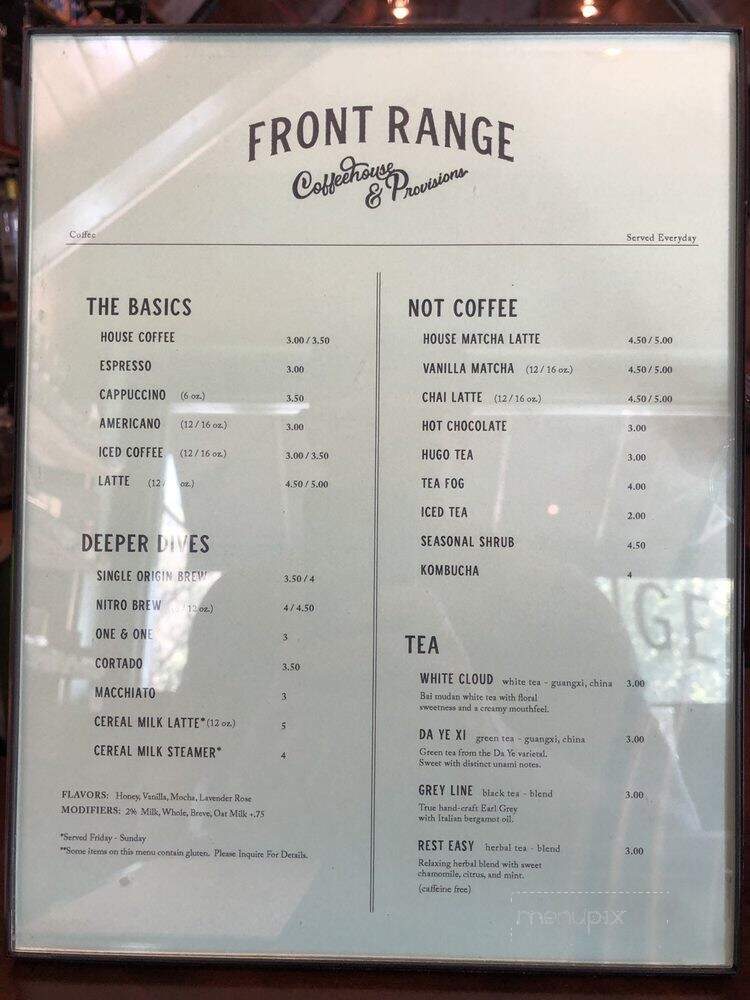 FRONT RANGE
Coffeehouse
& Provisions
Coffee
Served Everyday
THE BASICS
HOUSE COFFEE 3.00 / 3.50
ESPRESSO 3.00
CAPPUCCINO (6 oz.) 3.50
AMERICANO (12 / 16 oz.) 3.00
ICED COFFEE (12 / 16 oz.) 3.00 / 3.50
LATTE (12 / oz.) 4.50 / 5.00
DEEPER DIVES
SINGLE ORIGIN BREW 3.50 / 4
NITRO BREW / 12 oz.) 4 / 4.50
ONE & ONE 3
CORTADO 3.50
MACCHIATO 3
CEREAL MILK LATTE* (12 oz.) 5
CEREAL MILK STEAMER* 4
FLAVORS: Honey, Vanilla, Mocha, Lavender Rose
MODIFIERS: 2% Milk, Whole, Breve, Oat Milk +.75
*Served Friday - Sunday
**Some items on this menu contain gluten. Please Inquire For Details.
NOT COFFEE
HOUSE MATCHA LATTE 4.50 / 5.00
VANILLA MATCHA (12 / 16 oz.) 4.50 / 5.00
CHAI LATTE (12 / 16 oz.) 4.50 / 5.00
HOT CHOCOLATE 3.00
HUGO TEA 3.00
TEA FOG 4.00
ICED TEA 2.00
SEASONAL SHRUB 4.50
KOMBUCHA 4
TEA
WHITE CLOUD white tea - guangxi, china 3.00
Bai mudan white tea with floral
sweetness and a creamy mouthfeel.
DA YE XI green tea - guangxi, china 3.00
Green tea from the Da Ye varietal.
Sweet with distinct unami notes.
GREY LINE black tea - blend 3.00
True hand-craft Earl Grey
with Italian bergamot oil.
REST EASY herbal tea - blend 3.00
Relaxing herbal blend with sweet
chamomile, citrus, and mint.
(caffeine free)
menupix